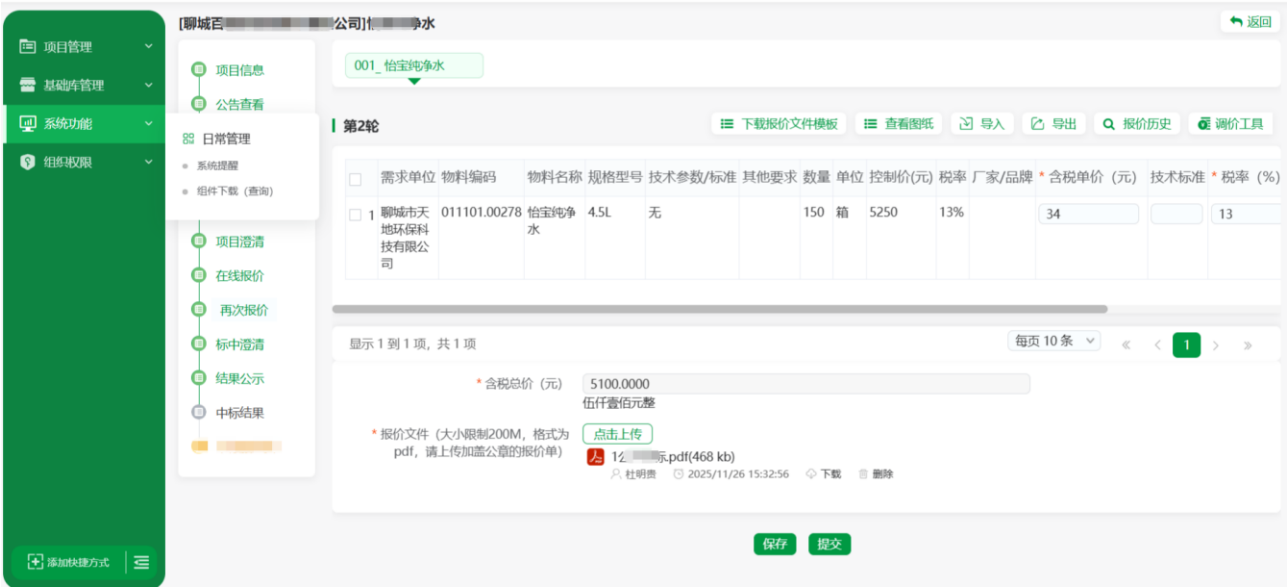 [聊城百 公司] 净水
返回
项目管理
基础库管理
系统功能
组织权限
日常管理
系统提醒
组件下载（查询）
添加快捷方式
项目信息
公告查看
项目澄清
在线报价
再次报价
标中澄清
结果公示
中标结果
001_ 怡宝纯净水
第2轮
下载报价文件模板 查看图纸 导入 导出 报价历史 调价工具
需求单位 物料编码 物料名称 规格型号 技术参数/标准 其他要求 数量 单位 控制价(元) 税率 厂家/品牌 * 含税单价（元） 技术标准 * 税率（%）
1 聊城市天 011101.00278 怡宝纯净 4.5L 无 150 箱 5250 13% 34 13
地环保科 水
技有限公
司
显示 1 到 1 项，共 1 项
每页 10 条
« < 1 > »
* 含税总价（元） 5100.0000
伍仟壹佰元整
* 报价文件（大小限制200M，格式为 点击上传
pdf，请上传加盖公章的报价单）
.pdf(468 kb)
杜明贵 2025/11/26 15:32:56 下载 删除
保存 提交